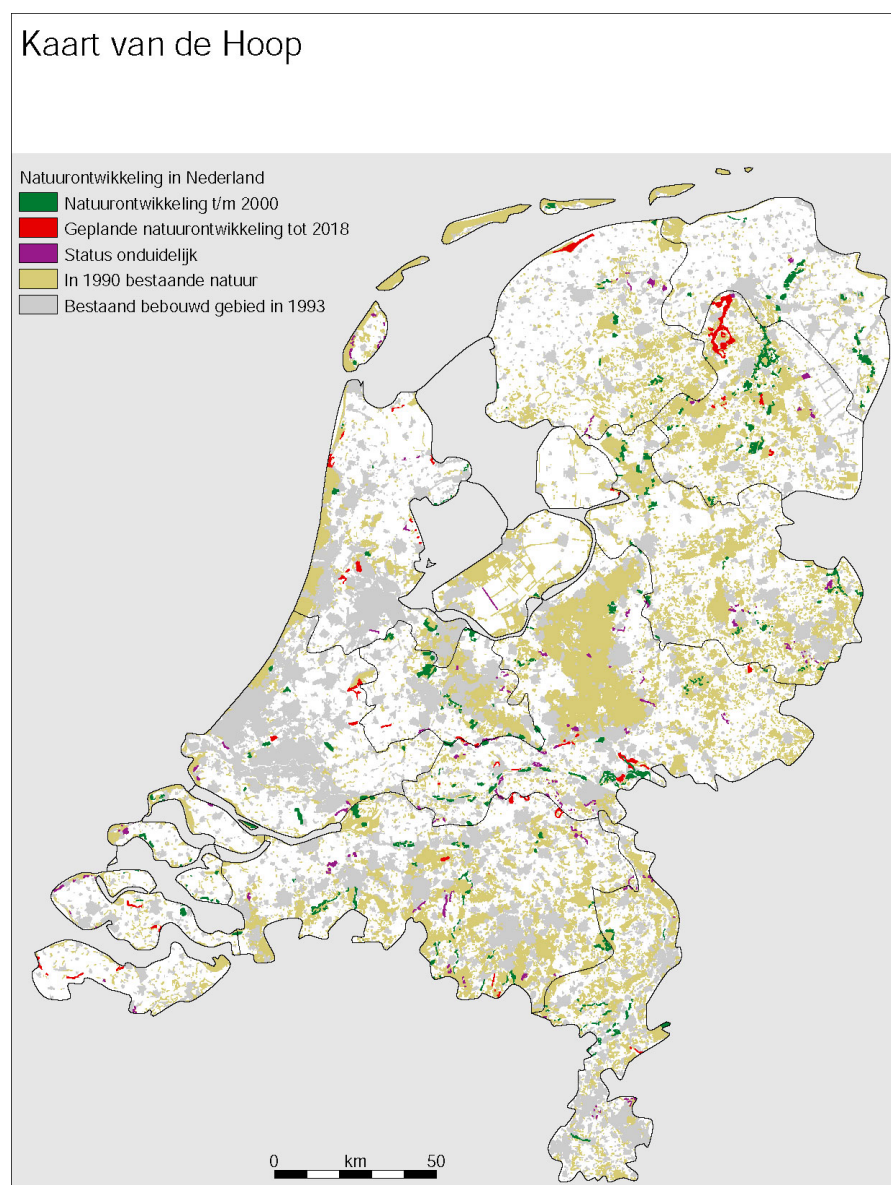 Kaart van de Hoop
Natuurontwikkeling in Nederland
Natuurontwikkeling t/m 2000
Geplande natuurontwikkeling tot 2018
Status onduidelijk
In 1990 bestaande natuur
Bestaand bebouwd gebied in 1993
0 km 50